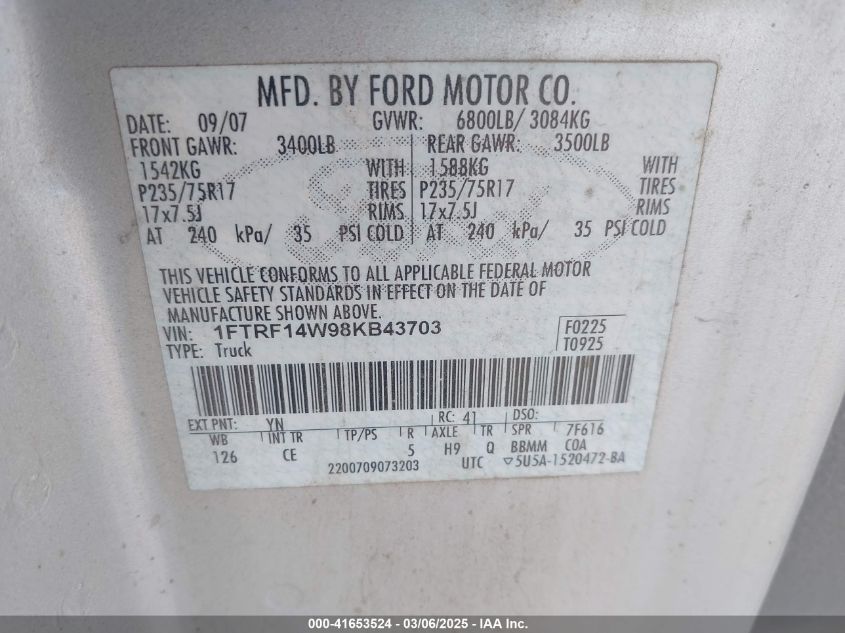 MFD. BY FORD MOTOR CO.
DATE: 09/07 GVWR: 6800LB/ 3084KG
FRONT GAWR: 3400LB REAR GAWR: 3500LB
1542KG WITH 1588KG WITH
P235/75R17 TIRES P235/75R17 TIRES
17x7.5J RIMS 17x7.5J RIMS
AT 240 kPa/ 35 PSI COLD AT 240 kPa/ 35 PSI COLD
THIS VEHICLE CONFORMS TO ALL APPLICABLE FEDERAL MOTOR
VEHICLE SAFETY STANDARDS IN EFFECT ON THE DATE OF
MANUFACTURE SHOWN ABOVE.
VIN: 1FTRF14W98KB43703 F0225
TYPE: Truck T0925
EXT PNT: YN RC: 41 DSO:
WB INT TR TP/PS R AXLE TR SPR 7F616
126 CE 5 H9 Q BBMM COA
2200709073203 UTC ▽5U5A-1520472-BA
000-41653524 - 03/06/2025 - IAA Inc.